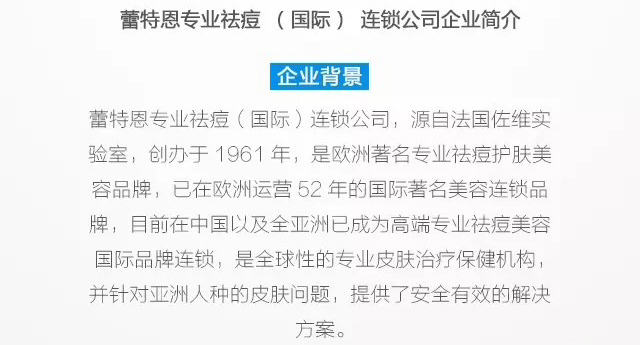 蕾特恩专业祛痘 （国际） 连锁公司企业简介
企业背景
蕾特恩专业祛痘（国际）连锁公司，源自法国佐维实
验室，创办于 1961 年，是欧洲著名专业祛痘护肤美
容品牌，已在欧洲运营 52 年的国际著名美容连锁品
牌，目前在中国以及全亚洲已成为高端专业祛痘美容
国际品牌连锁，是全球性的专业皮肤治疗保健机构，
并针对亚洲人种的皮肤问题，提供了安全有效的解决
方案。